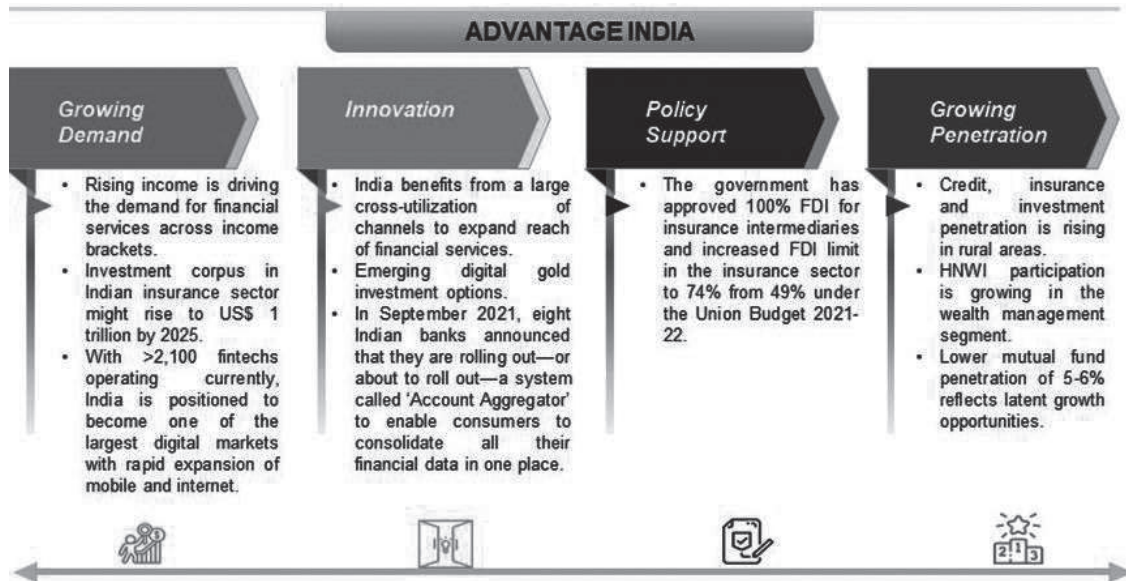 ADVANTAGE INDIA
Growing
Demand
• Rising income is driving
the demand for financial
services across income
brackets.
• Investment corpus in
Indian insurance sector
might rise to US$ 1
trillion by 2025.
• With >2,100 fintechs
operating currently,
India is positioned to
become one of the
largest digital markets
with rapid expansion of
mobile and internet.
Innovation
• India benefits from a large
cross-utilization of
channels to expand reach
of financial services.
• Emerging digital gold
investment options.
• In September 2021, eight
Indian banks announced
that they are rolling out—or
about to roll out—a system
called 'Account Aggregator'
to enable consumers to
consolidate all their
financial data in one place.
Policy
Support
• The government has
approved 100% FDI for
insurance intermediaries
and increased FDI limit
in the insurance sector
to 74% from 49% under
the Union Budget 2021-
22.
Growing
Penetration
• Credit, insurance
and investment
penetration is rising
in rural areas.
• HNWI participation
is growing in the
wealth management
segment.
• Lower mutual fund
penetration of 5-6%
reflects latent growth
opportunities.
2 1 3